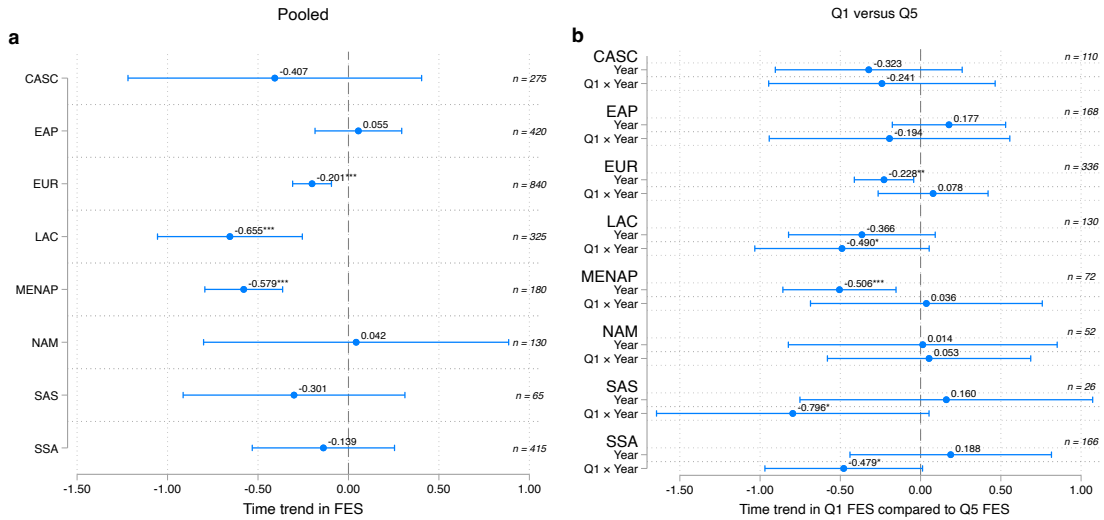 Pooled
a
CASC
-0.407
n = 275
EAP
0.055
n = 420
EUR
-0.201***
n = 840
LAC
-0.655***
n = 325
MENAP
-0.579***
n = 180
NAM
0.042
n = 130
SAS
-0.301
n = 65
SSA
-0.139
n = 415
-1.50 -1.00 -0.50 0.00 0.50 1.00
Time trend in FES
Q1 versus Q5
b
CASC
n = 110
Year
-0.323
Q1 × Year
-0.241
EAP
n = 168
Year
0.177
Q1 × Year
-0.194
EUR
n = 336
Year
-0.228**
Q1 × Year
0.078
LAC
n = 130
Year
-0.366
Q1 × Year
-0.490*
MENAP
n = 72
Year
-0.506***
Q1 × Year
0.036
NAM
n = 52
Year
0.014
Q1 × Year
0.053
SAS
n = 26
Year
0.160
Q1 × Year
-0.796*
SSA
n = 166
Year
0.188
Q1 × Year
-0.479*
-1.50 -1.00 -0.50 0.00 0.50 1.00
Time trend in Q1 FES compared to Q5 FES